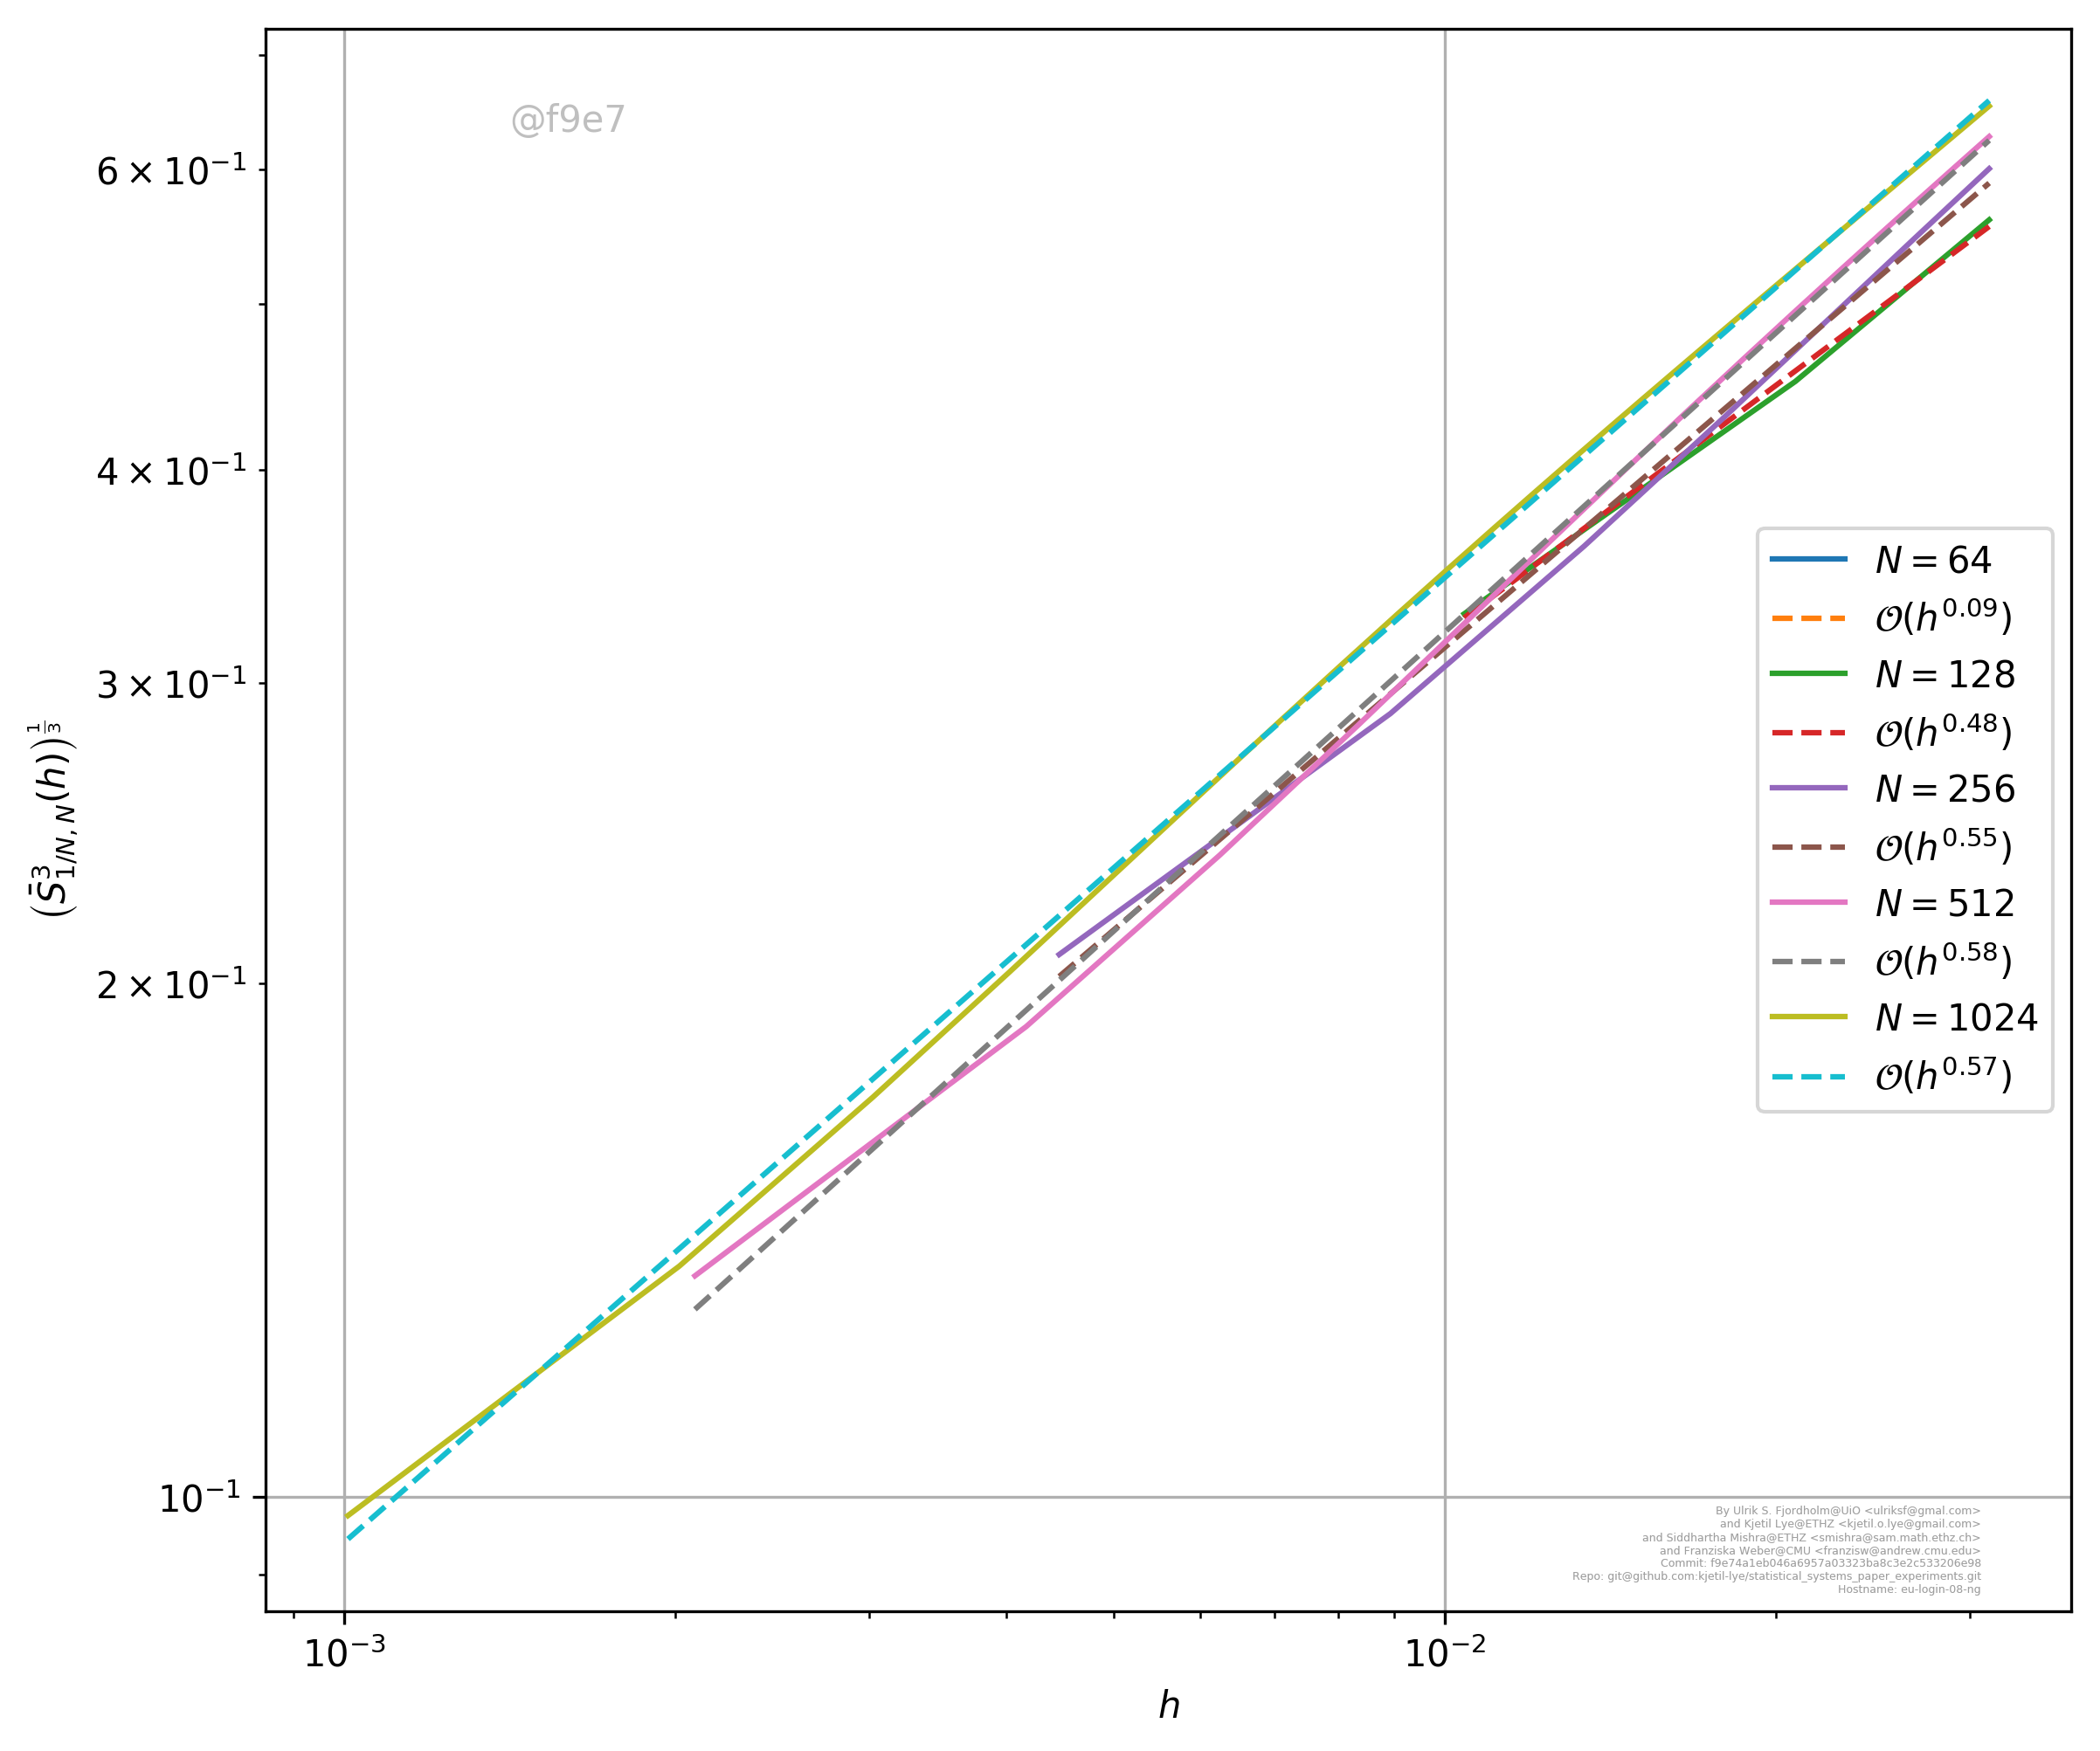 @f9e7
6 × 10⁻¹
4 × 10⁻¹
3 × 10⁻¹
2 × 10⁻¹
10⁻¹
(S̄³_{1/N, N}(h))^{1/3}
N = 64
𝒪(h^{0.09})
N = 128
𝒪(h^{0.48})
N = 256
𝒪(h^{0.55})
N = 512
𝒪(h^{0.58})
N = 1024
𝒪(h^{0.57})
By Ulrik S. Fjordholm@UiO <ulriksf@gmal.com>
and Kjetil Lye@ETHZ <kjetil.o.lye@gmail.com>
and Siddhartha Mishra@ETHZ <smishra@sam.math.ethz.ch>
and Franziska Weber@CMU <franzisw@andrew.cmu.edu>
Commit: f9e74a1eb046a6957a03323ba8c3e2c533206e98
Repo: git@github.com:kjetil-lye/statistical_systems_paper_experiments.git
Hostname: eu-login-08-ng
10⁻³
10⁻²
h